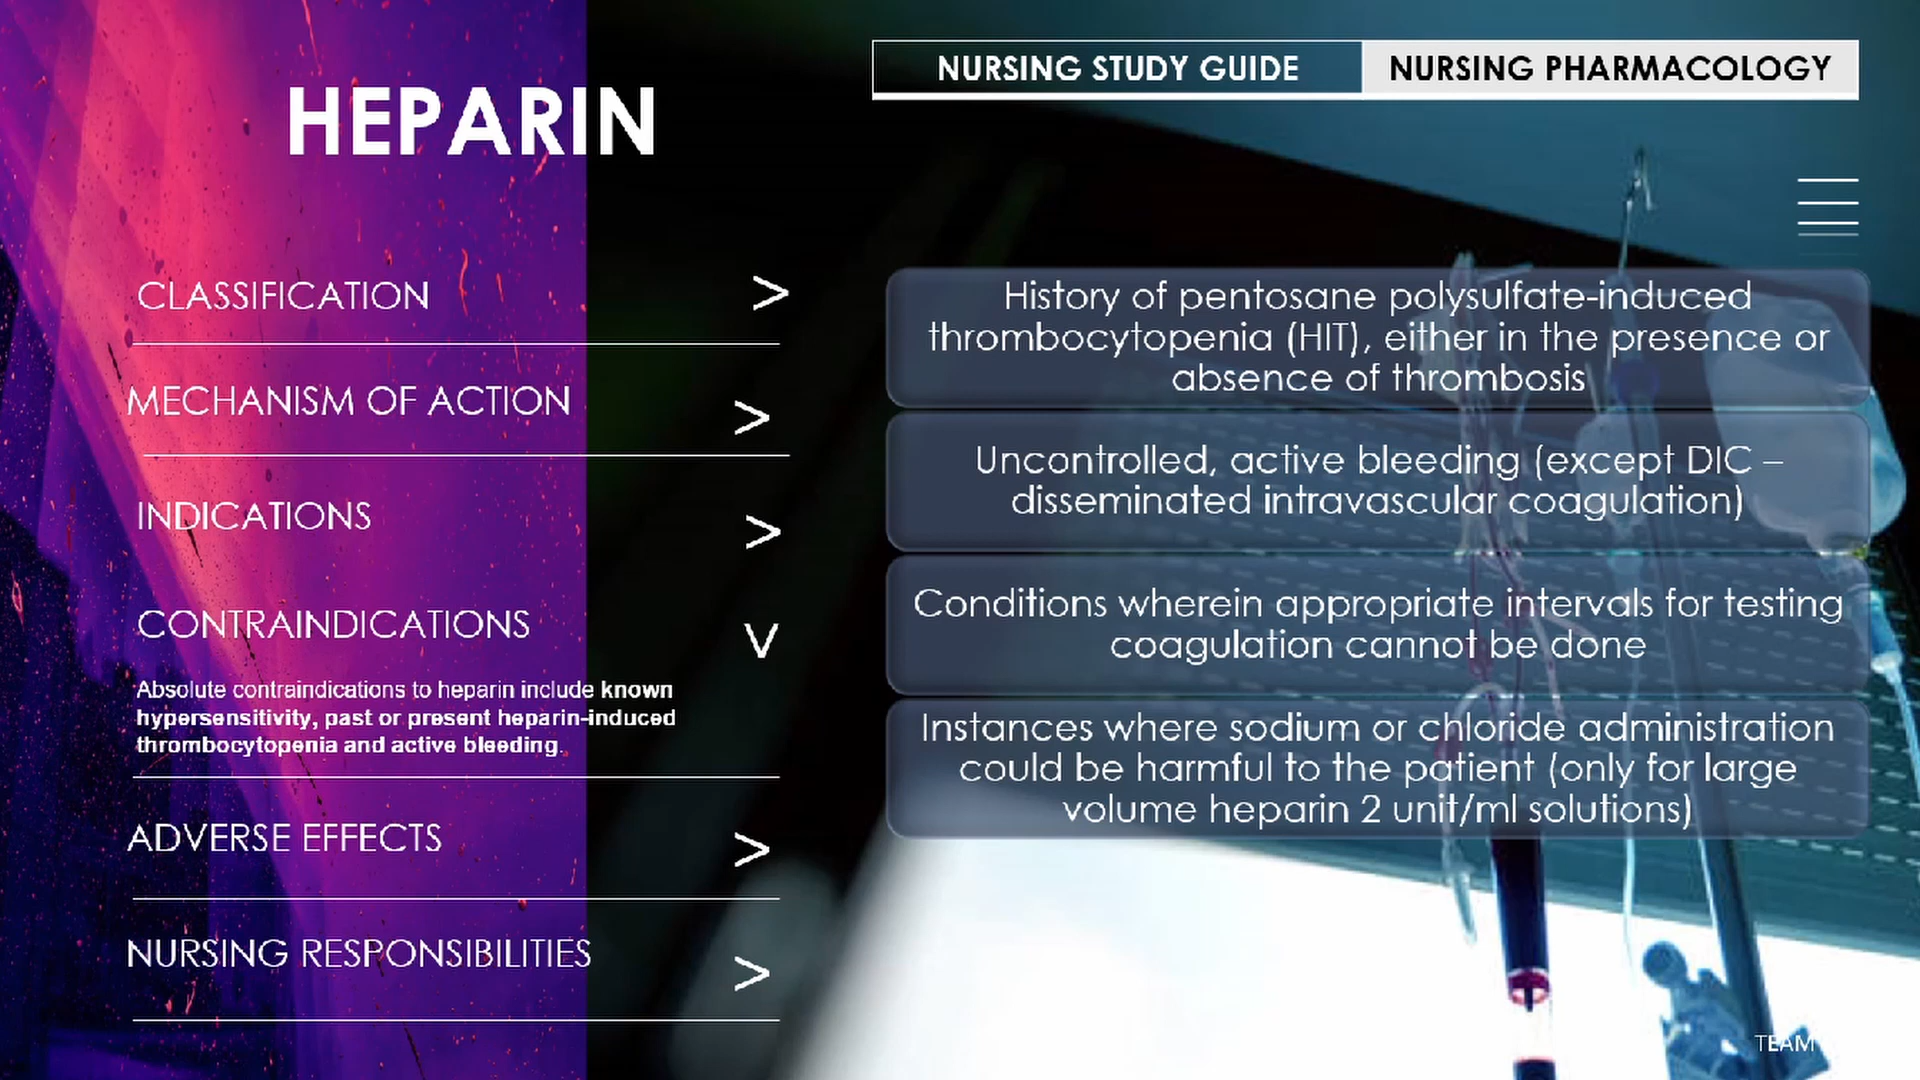 NURSING STUDY GUIDE
NURSING PHARMACOLOGY
HEPARIN
CLASSIFICATION
>
MECHANISM OF ACTION
>
INDICATIONS
>
CONTRAINDICATIONS
V
Absolute contraindications to heparin include known
hypersensitivity, past or present heparin-induced
thrombocytopenia and active bleeding.
ADVERSE EFFECTS
>
NURSING RESPONSIBILITIES
>
History of pentosane polysulfate-induced
thrombocytopenia (HIT), either in the presence or
absence of thrombosis
Uncontrolled, active bleeding (except DIC –
disseminated intravascular coagulation)
Conditions wherein appropriate intervals for testing
coagulation cannot be done
Instances where sodium or chloride administration
could be harmful to the patient (only for large
volume heparin 2 unit/ml solutions)
TEAM